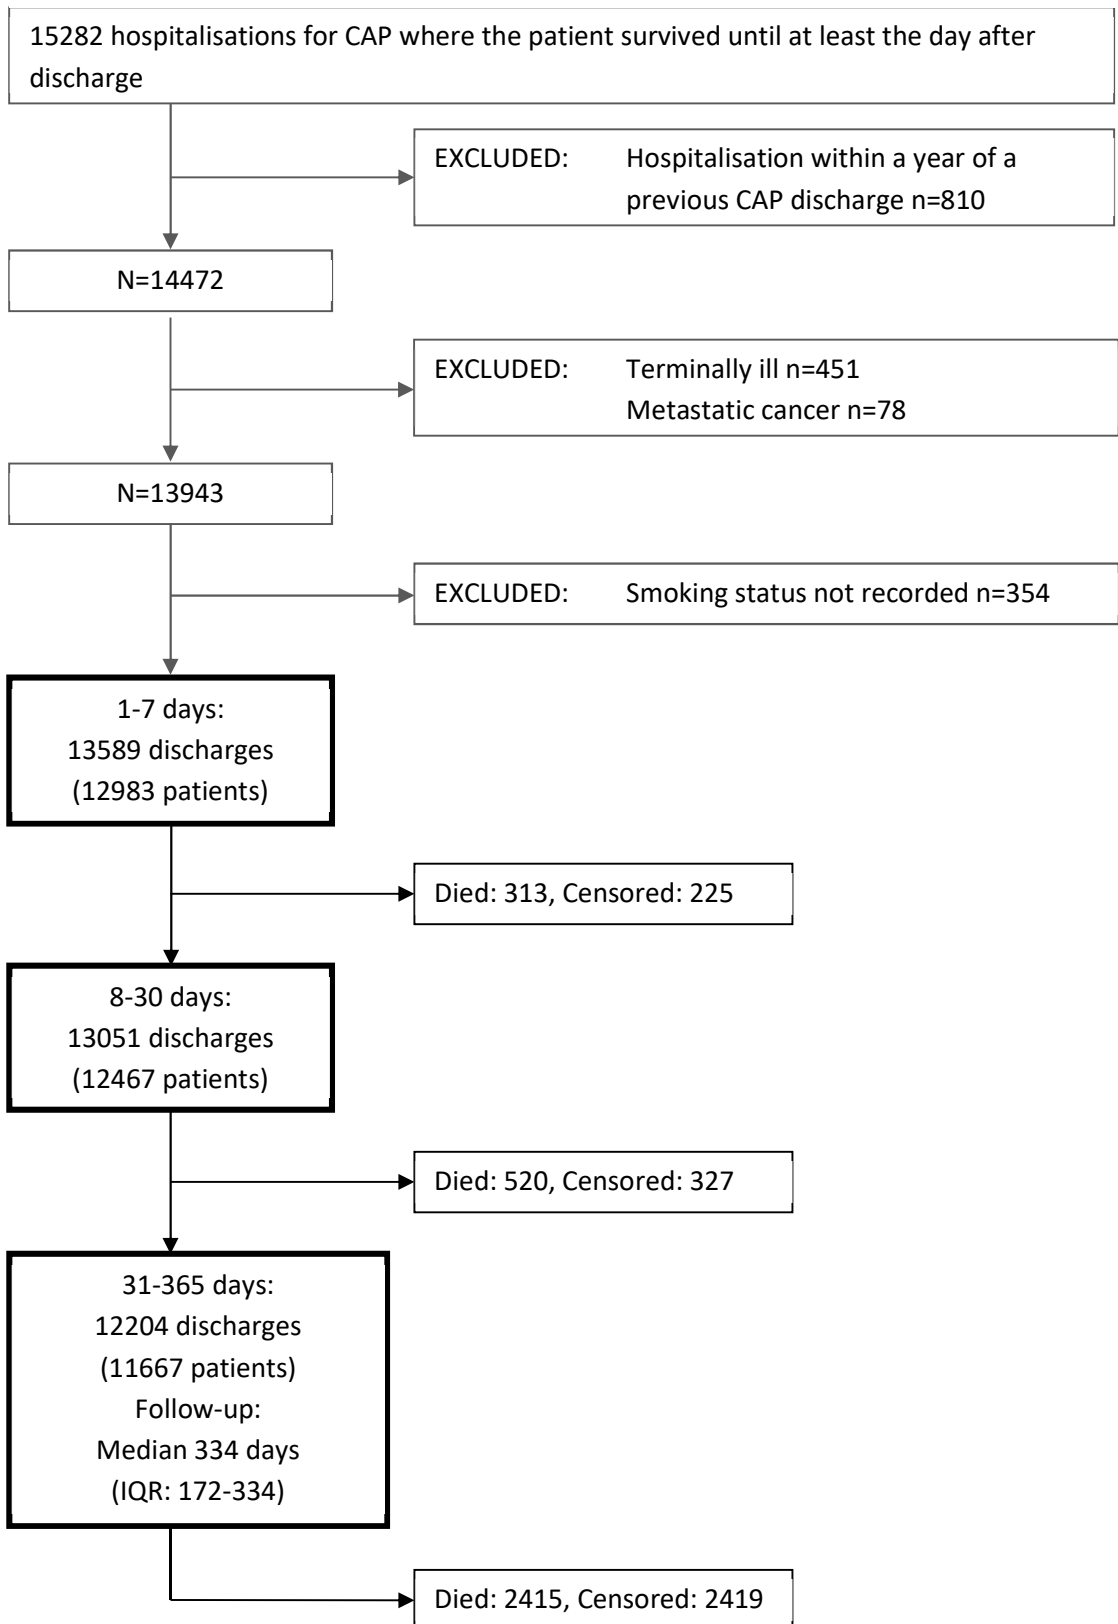 15282 hospitalisations for CAP where the patient survived until at least the day after
discharge
EXCLUDED: Hospitalisation within a year of a
previous CAP discharge n=810
N=14472
EXCLUDED: Terminally ill n=451
Metastatic cancer n=78
N=13943
EXCLUDED: Smoking status not recorded n=354
1-7 days:
13589 discharges
(12983 patients)
Died: 313, Censored: 225
8-30 days:
13051 discharges
(12467 patients)
Died: 520, Censored: 327
31-365 days:
12204 discharges
(11667 patients)
Follow-up:
Median 334 days
(IQR: 172-334)
Died: 2415, Censored: 2419